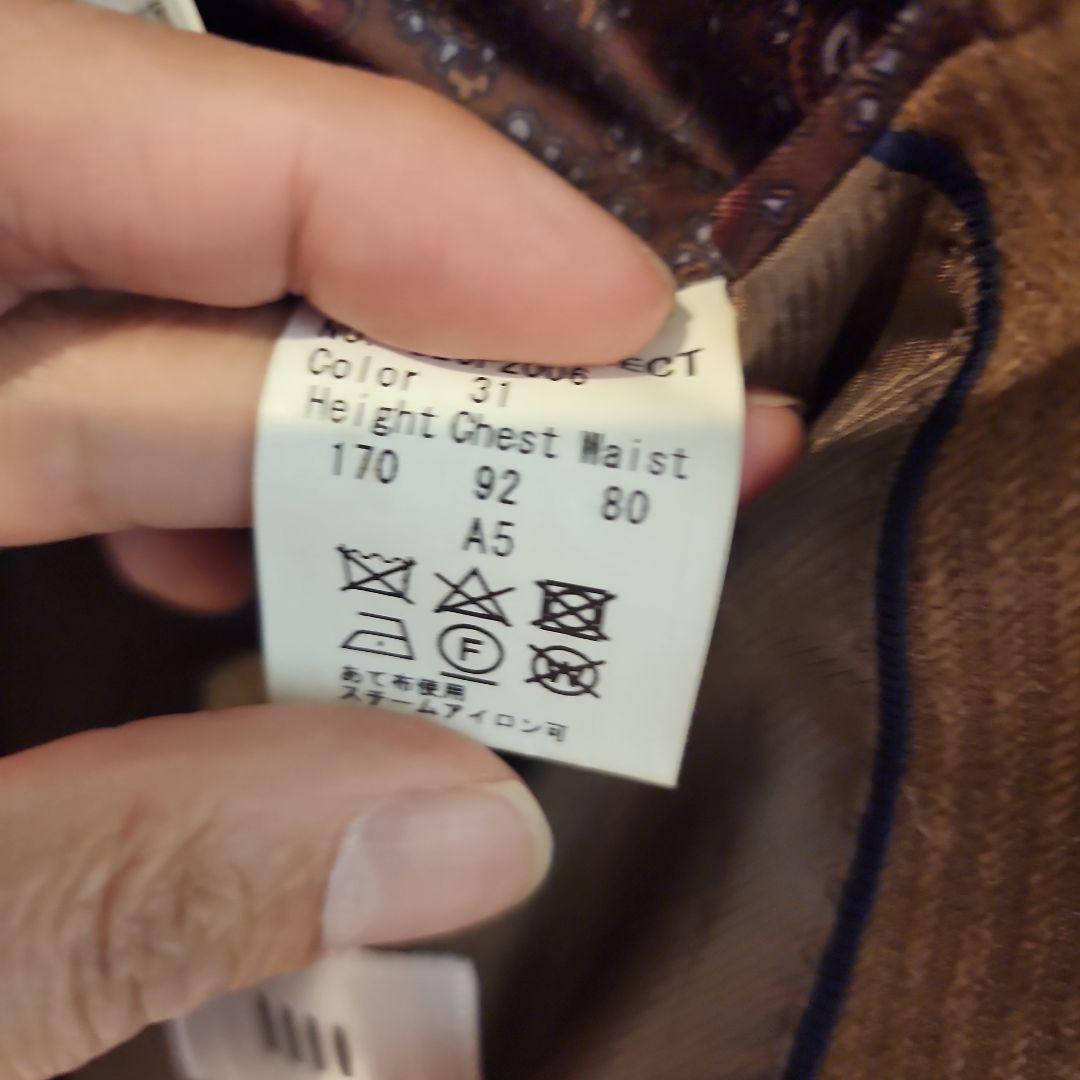 ECT
Color 31
Height Chest Waist
170 92 80
A5
F
W
あて布使用
スチームアイロン可